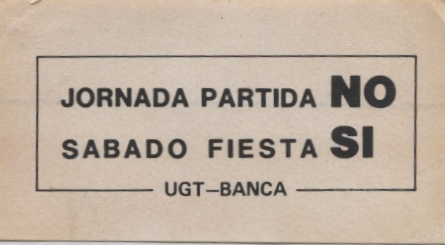 JORNADA PARTIDA NO
SABADO FIESTA SI
UGT—BANCA